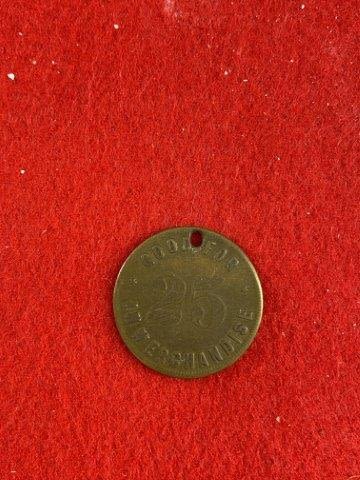 GOOD FOR
25
IN MERCHANDISE